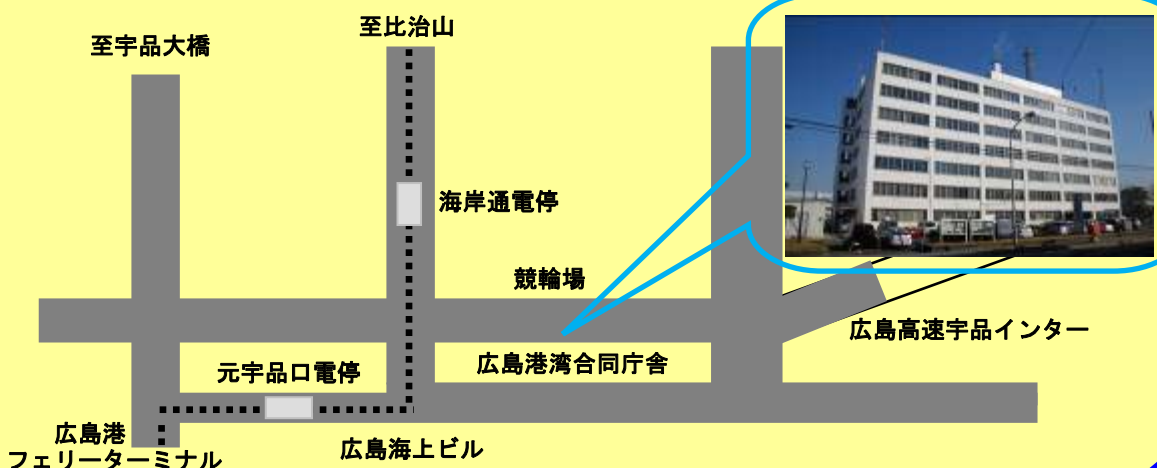 至比治山
至宇品大橋
海岸通電停
競輪場
広島高速宇品インター
広島港湾合同庁舎
元宇品口電停
広島港
フェリーターミナル
広島海上ビル